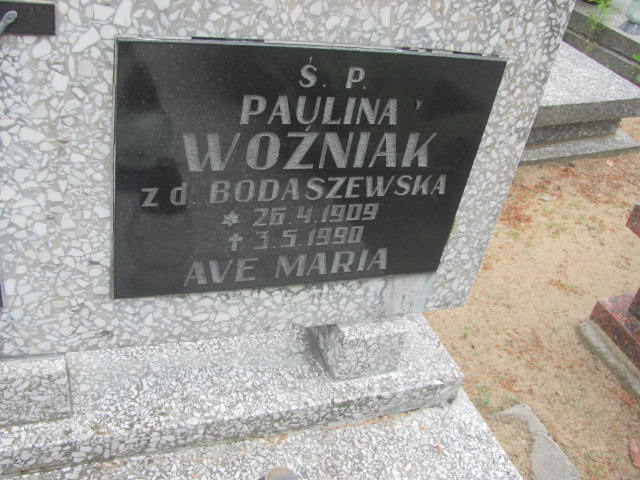 Ś. P.
PAULINA
WOŹNIAK
z d. BODASZEWSKA
* 26.4.1909
✝ 3.5.1990
AVE MARIA